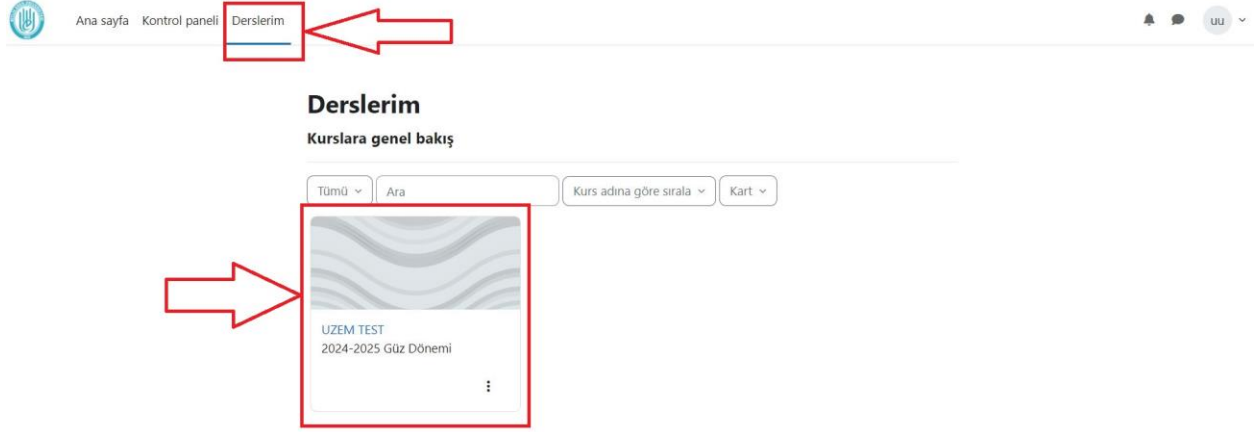 Ana sayfa Kontrol paneli Derslerim
uu
Derslerim
Kurslara genel bakış
Tümü Ara Kurs adına göre sırala Kart
UZEM TEST
2024-2025 Güz Dönemi